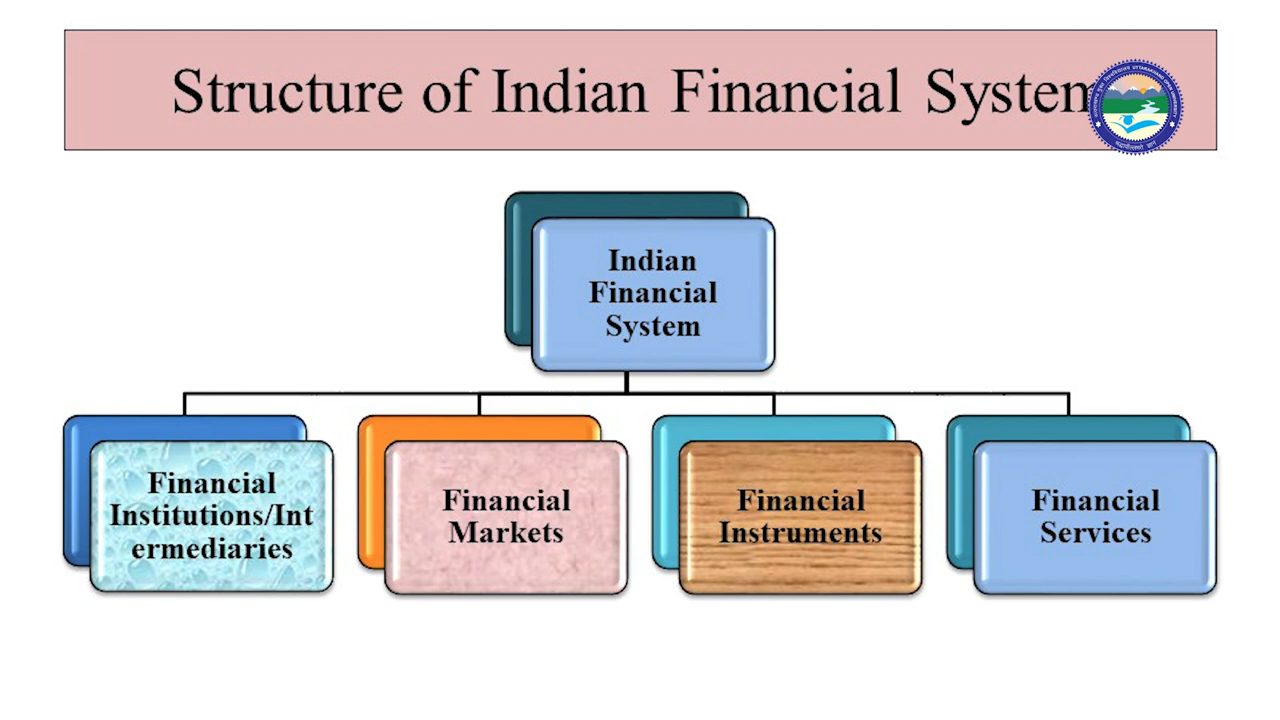 Structure of Indian Financial System
Indian
Financial
System
Financial
Institutions/Int
ermediaries
Financial
Markets
Financial
Instruments
Financial
Services